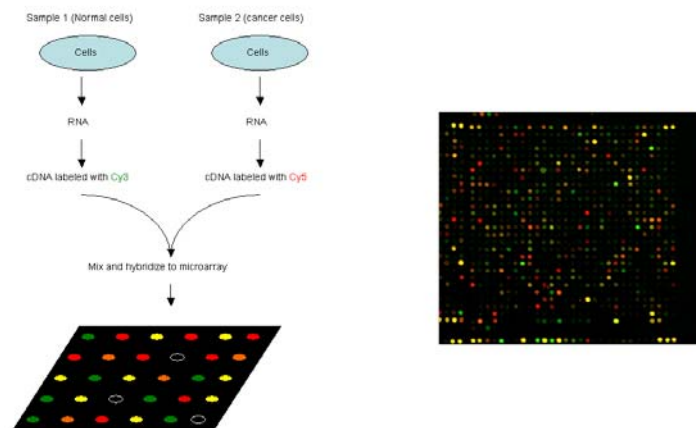 Sample 1 (Normal cells)
Sample 2 (cancer cells)
Cells
Cells
RNA
RNA
cDNA labeled with Cy3
cDNA labeled with Cy5
Mix and hybridize to microarray